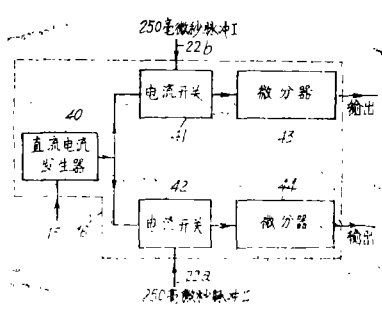 250毫微秒脉冲I
22b
40
电流开关
微分器
输出
41
43
直流电流
发生器
42
44
15
16
电流开关
微分器
输出
22a
250毫微秒脉冲